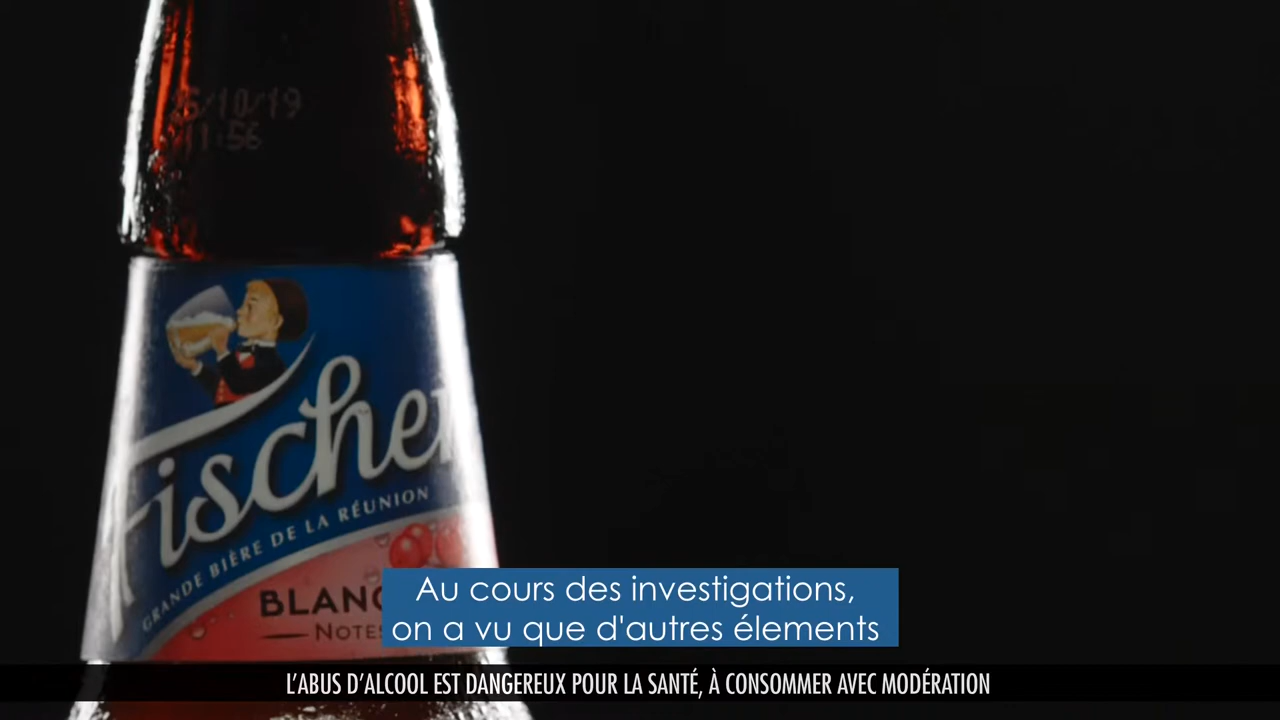 5/10/19
11:56
Fischer
GRANDE BIÈRE DE LA RÉUNION
BLANC
NOTES
Au cours des investigations,
on a vu que d'autres élements
L'ABUS D'ALCOOL EST DANGEREUX POUR LA SANTÉ, À CONSOMMER AVEC MODÉRATION